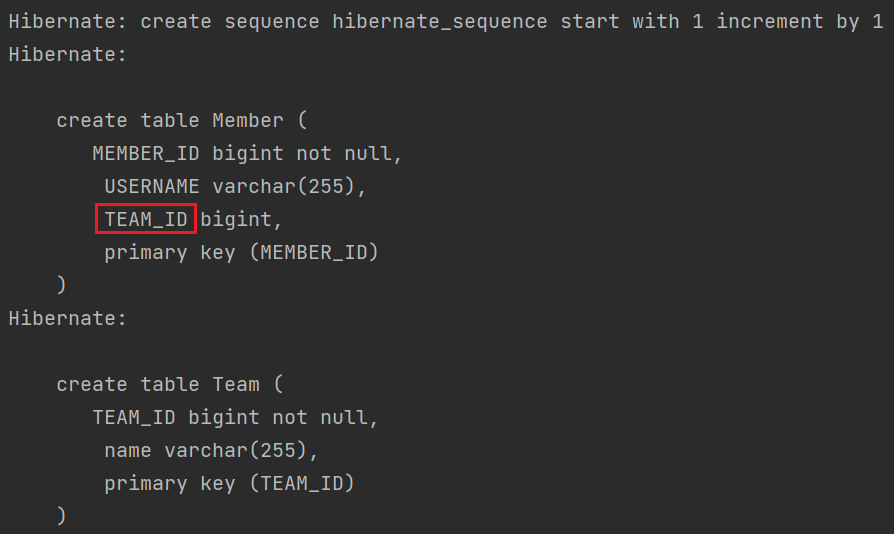 Hibernate: create sequence hibernate_sequence start with 1 increment by 1
Hibernate:
create table Member (
MEMBER_ID bigint not null,
USERNAME varchar(255),
TEAM_ID bigint,
primary key (MEMBER_ID)
)
Hibernate:
create table Team (
TEAM_ID bigint not null,
name varchar(255),
primary key (TEAM_ID)
)